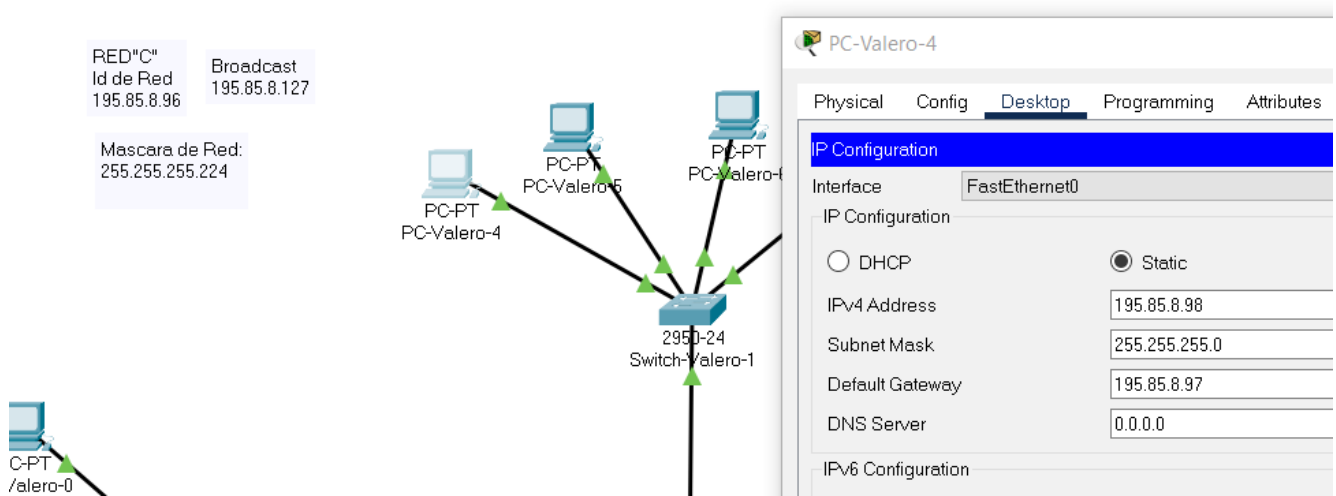 RED"C"
Id de Red
195.85.8.96
Broadcast
195.85.8.127
Mascara de Red:
255.255.255.224
PC-PT
PC-Valero-4
PC-PT
PC-Valero-5
PC-PT
PC-Valero-6
2950-24
Switch-Valero-1
C-PT
/alero-0
PC-Valero-4
Physical Config Desktop Programming Attributes
IP Configuration
Interface FastEthernet0
IP Configuration
DHCP Static
IPv4 Address 195.85.8.98
Subnet Mask 255.255.255.0
Default Gateway 195.85.8.97
DNS Server 0.0.0.0
IPv6 Configuration